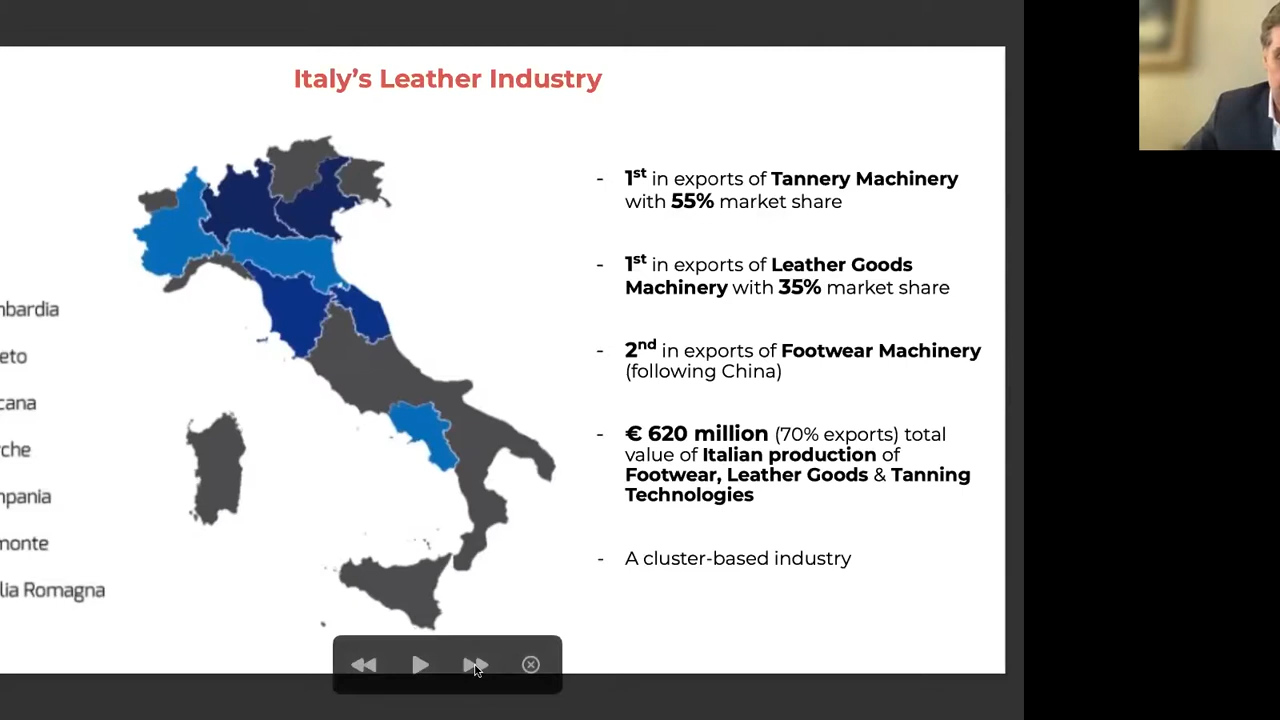 Italy's Leather Industry
- 1st in exports of Tannery Machinery
with 55% market share
- 1st in exports of Leather Goods
Machinery with 35% market share
- 2nd in exports of Footwear Machinery
(following China)
- € 620 million (70% exports) total
value of Italian production of
Footwear, Leather Goods & Tanning
Technologies
- A cluster-based industry
nbardia
eto
cana
rche
npania
monte
lia Romagna